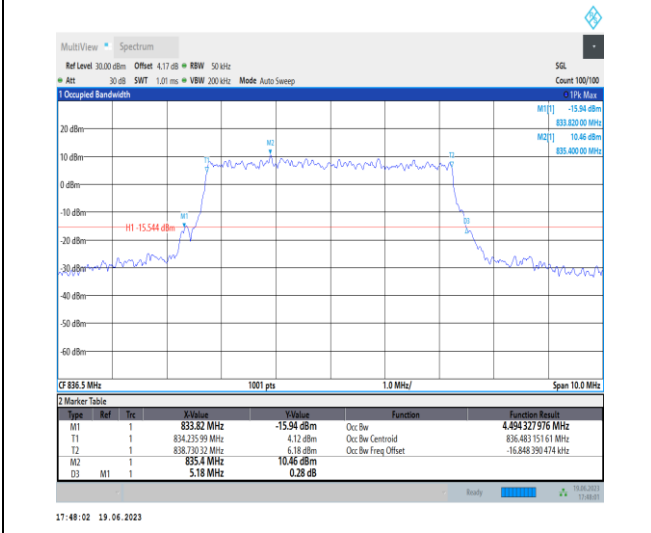 MultiView Spectrum
Ref Level 30.00 dBm Offset 4.17 dB RBW 50 kHz SGL
Att 30 dB SWT 1.01 ms VBW 200 kHz Mode Auto Sweep Count 100/100
1 Occupied Bandwidth 1Pk Max
M1[1] -15.94 dBm
833.820 00 MHz
M2[1] 10.46 dBm
835.400 00 MHz
20 dBm
M2
T1
T2
10 dBm
0 dBm
-10 dBm
M1
D3
H1 -15.544 dBm
-20 dBm
-30 dBm
-40 dBm
-50 dBm
-60 dBm
CF 836.5 MHz 1001 pts 1.0 MHz/ Span 10.0 MHz
2 Marker Table
Type Ref Trc X-Value Y-Value Function Function Result
M1 1 833.82 MHz -15.94 dBm Occ Bw 4.494 327 976 MHz
T1 1 834.235 99 MHz 4.12 dBm Occ Bw Centroid 836.483 151 61 MHz
T2 1 838.730 32 MHz 6.18 dBm Occ Bw Freq Offset -16.848 390 474 kHz
M2 1 835.4 MHz 10.46 dBm
D3 M1 1 5.18 MHz 0.28 dB
Ready 19.06.2023
17:48:01
17:48:02 19.06.2023